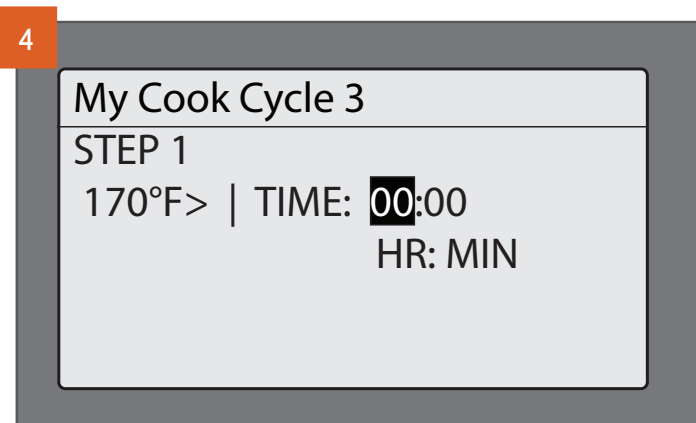 4
My Cook Cycle 3
STEP 1
170°F> | TIME: 00:00
HR: MIN